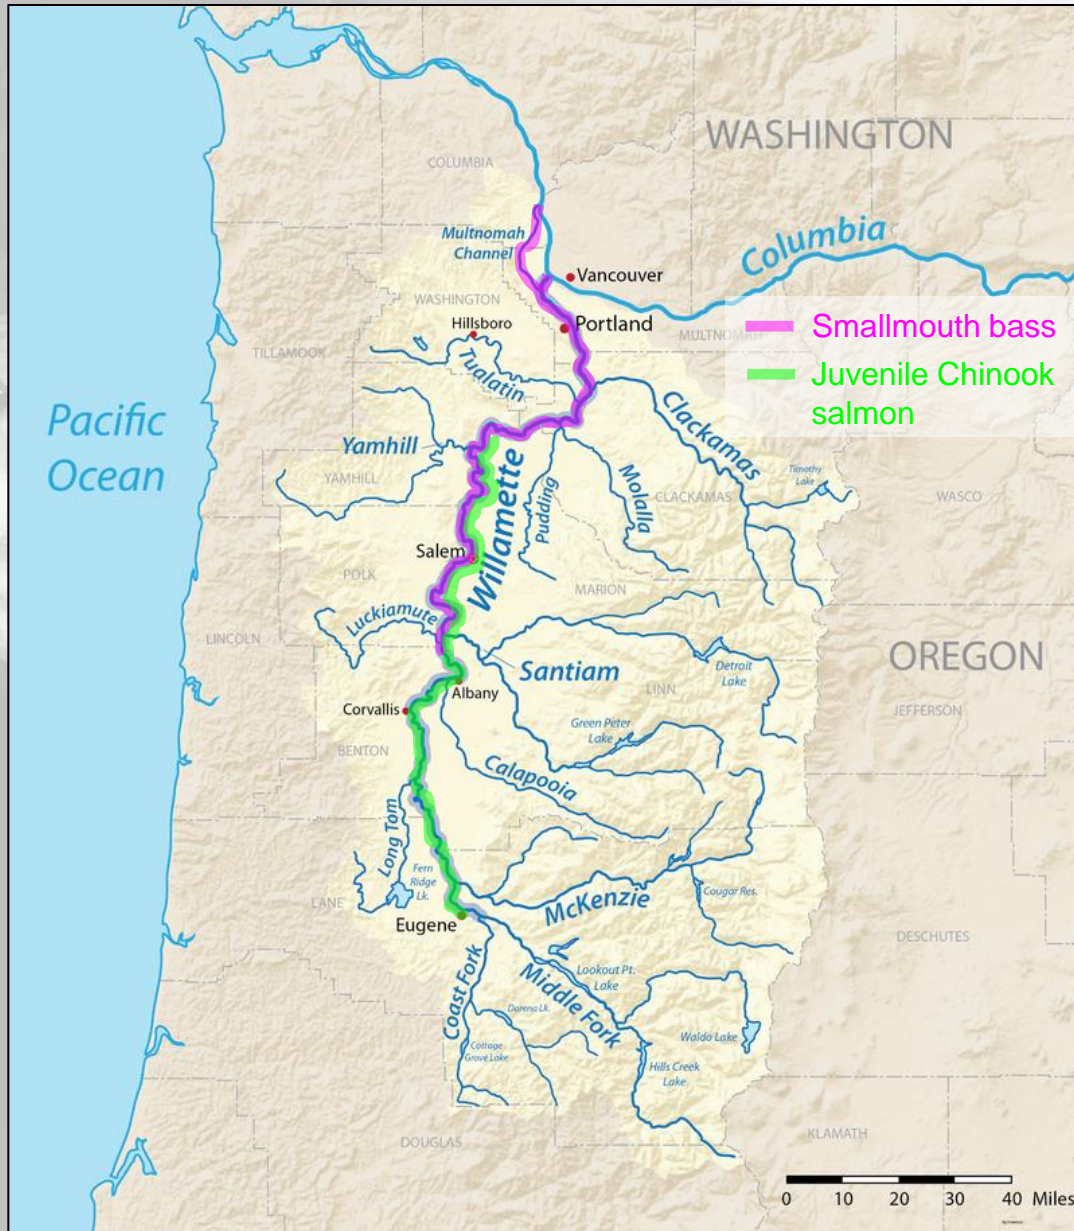 WASHINGTON
COLUMBIA
Multnomah
Channel
Columbia
Vancouver
WASHINGTON
Hillsboro
Portland
MULTNOMAH
Smallmouth bass
Juvenile Chinook
salmon
TILLAMOOK
Tualatin
Pacific
Ocean
Yamhill
YAMHILL
Willamette
Pudding
Molalla
Clackamas
CLACKAMAS
Timothy
Lake
WASCO
Salem
POLK
MARION
Luckiamute
LINCOLN
Santiam
OREGON
Detroit
Lake
LINN
Albany
Corvallis
JEFFERSON
Green Peter
Lake
BENTON
Calapooia
Long Tom
Fern
Ridge
Lk.
LANE
McKenzie
Cougar Res.
Eugene
DESCHUTES
Coast Fork
Middle Fork
Lookout Pt.
Lake
Dorena Lk.
Waldo Lake
Cottage
Grove Lake
Hills Creek
Lake
DOUGLAS
KLAMATH
0 10 20 30 40 Miles